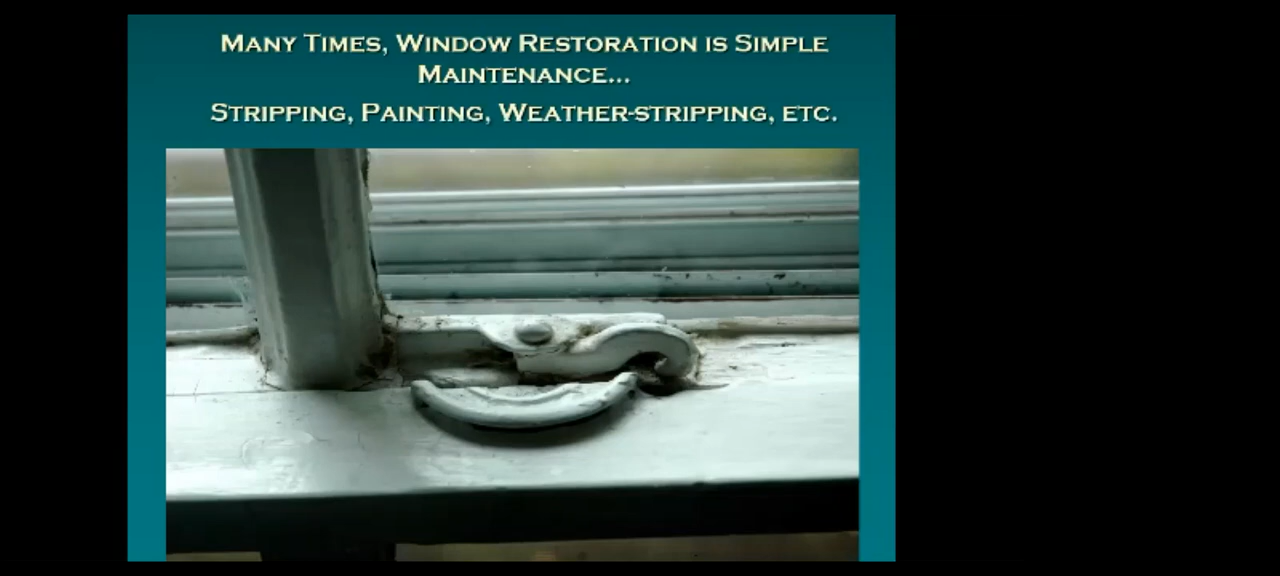 Many Times, Window Restoration is Simple
Maintenance...
Stripping, Painting, Weather-stripping, etc.